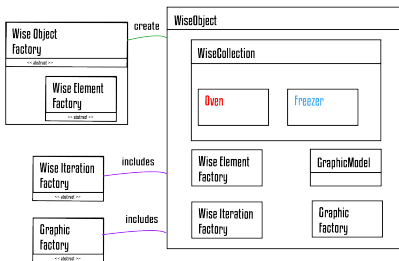 Wise Object
Factory
<< abstract >>
Wise Element
Factory
<< abstract >>
create
WiseObject
WiseCollection
Oven
Freezer
Wise Iteration
Factory
<< abstract >>
includes
Wise Element
Factory
GraphicModel
Graphic
Factory
<< abstract >>
includes
Wise Iteration
Factory
Graphic
Factory